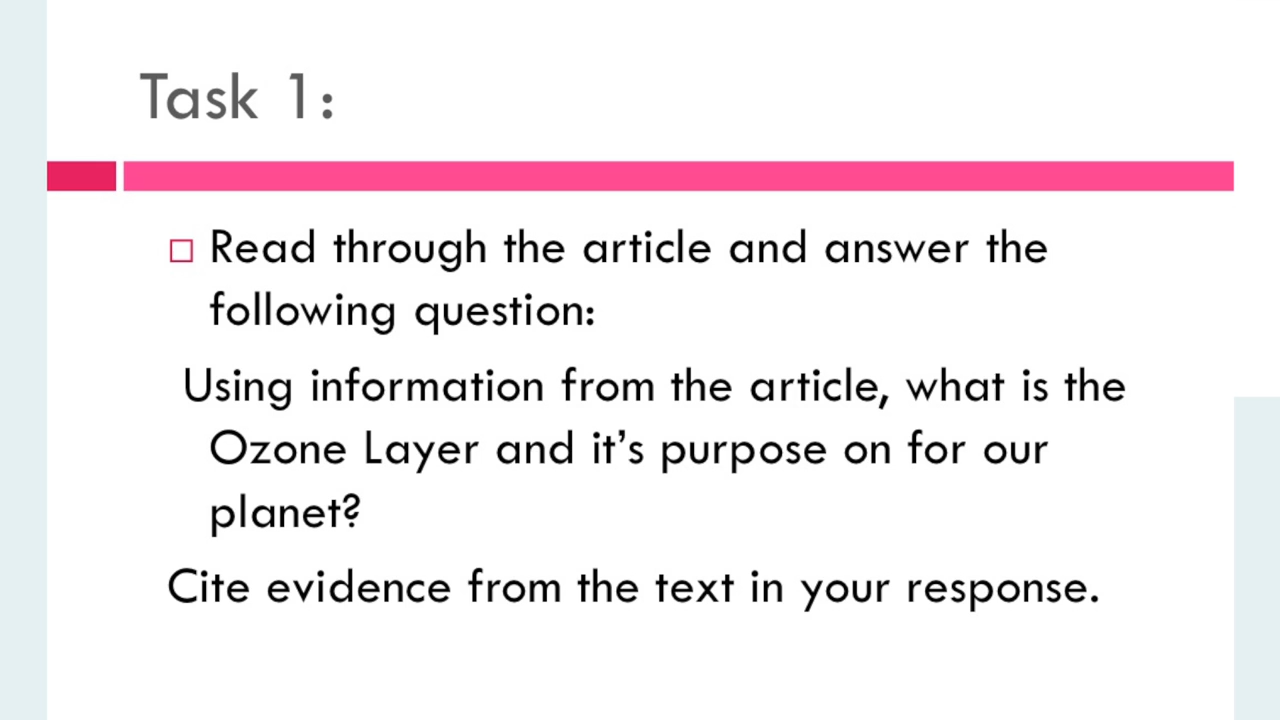 Task 1:
Read through the article and answer the
following question:
Using information from the article, what is the
Ozone Layer and it’s purpose on for our
planet?
Cite evidence from the text in your response.